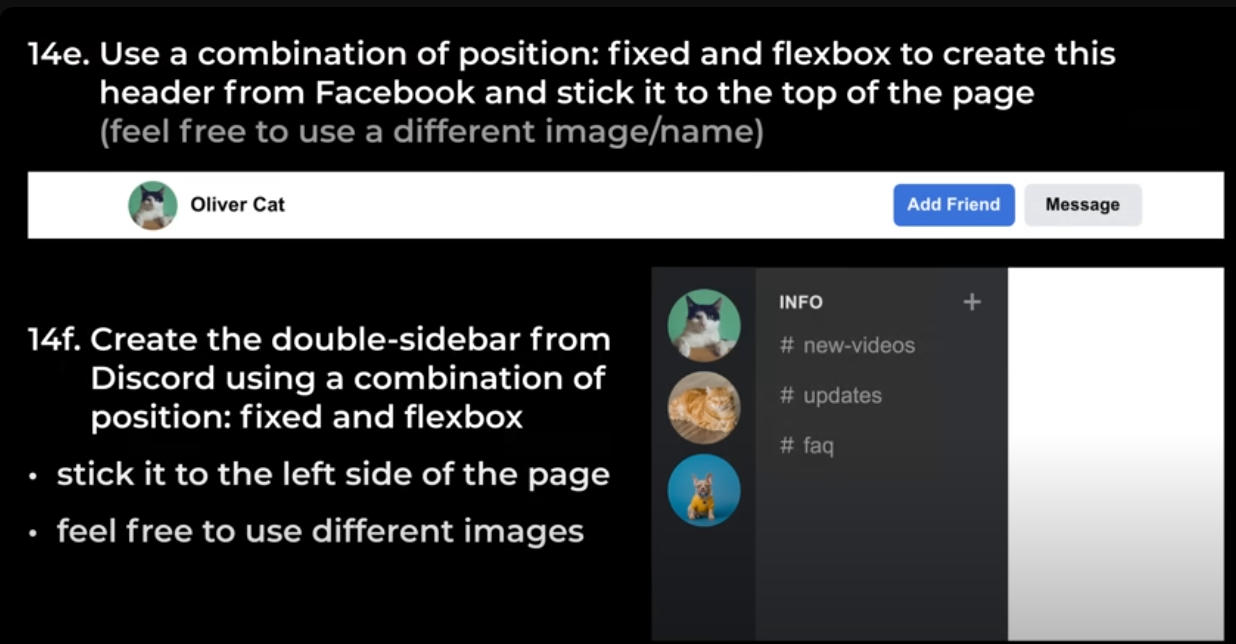 14e. Use a combination of position: fixed and flexbox to create this
header from Facebook and stick it to the top of the page
(feel free to use a different image/name)
Oliver Cat
Add Friend
Message
14f. Create the double-sidebar from
Discord using a combination of
position: fixed and flexbox
• stick it to the left side of the page
• feel free to use different images
INFO +
# new-videos
# updates
# faq